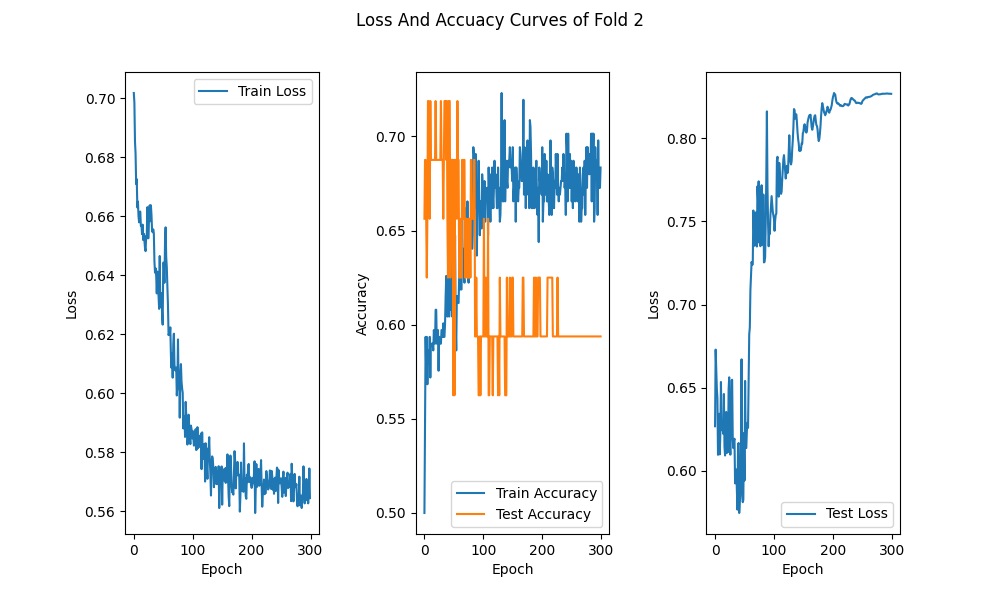 Loss And Accuacy Curves of Fold 2
Train Loss
0.70
0.68
0.66
0.64
0.62
0.60
0.58
0.56
Loss
0
100
200
300
Epoch
0.70
0.65
0.60
0.55
0.50
Accuracy
Train Accuracy
Test Accuracy
0
100
200
300
Epoch
0.80
0.75
0.70
0.65
0.60
Loss
Test Loss
0
100
200
300
Epoch